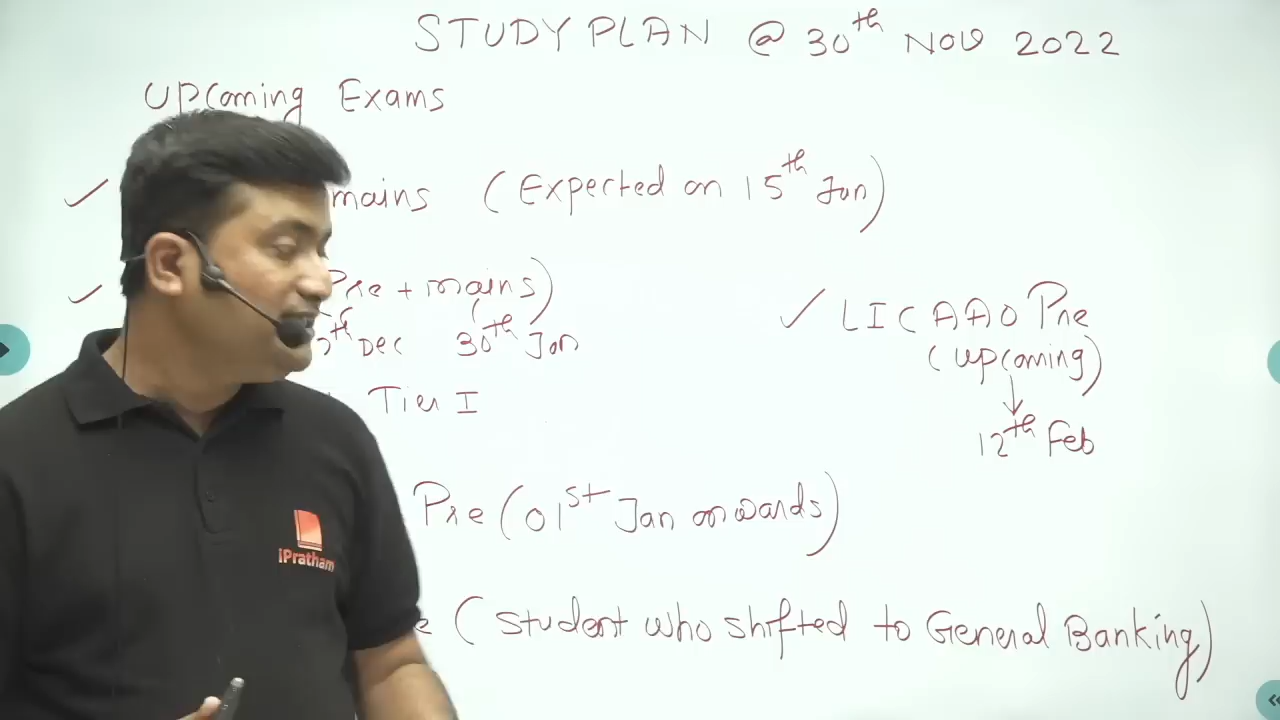 STUDY PLAN @ 30th NOV 2022
Upcoming Exams
mains (Expected on 15th Jan)
Pre + mains)
Dec 30th Jan
Tier I
LIC AAO Pre
(upcoming)
12th Feb
Pre (01st Jan onwards)
(Student who shifted to General Banking)
iPratham